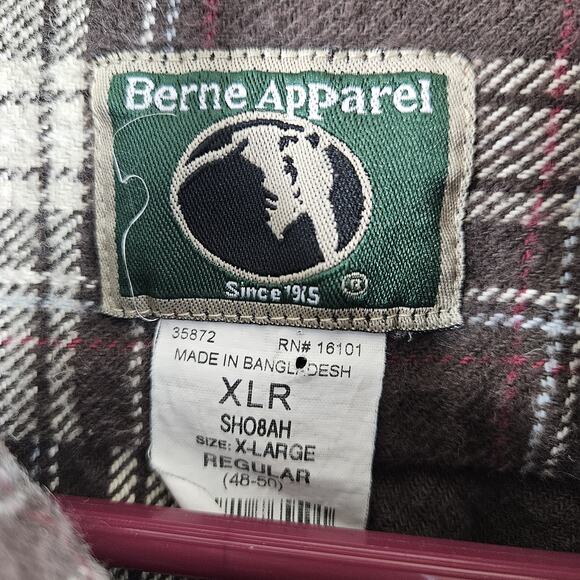 Berne Apparel
Since 1915 ®
35872 RN# 16101
MADE IN BANGLADESH
XLR
SH08AH
SIZE: X-LARGE
REGULAR
(48-50)